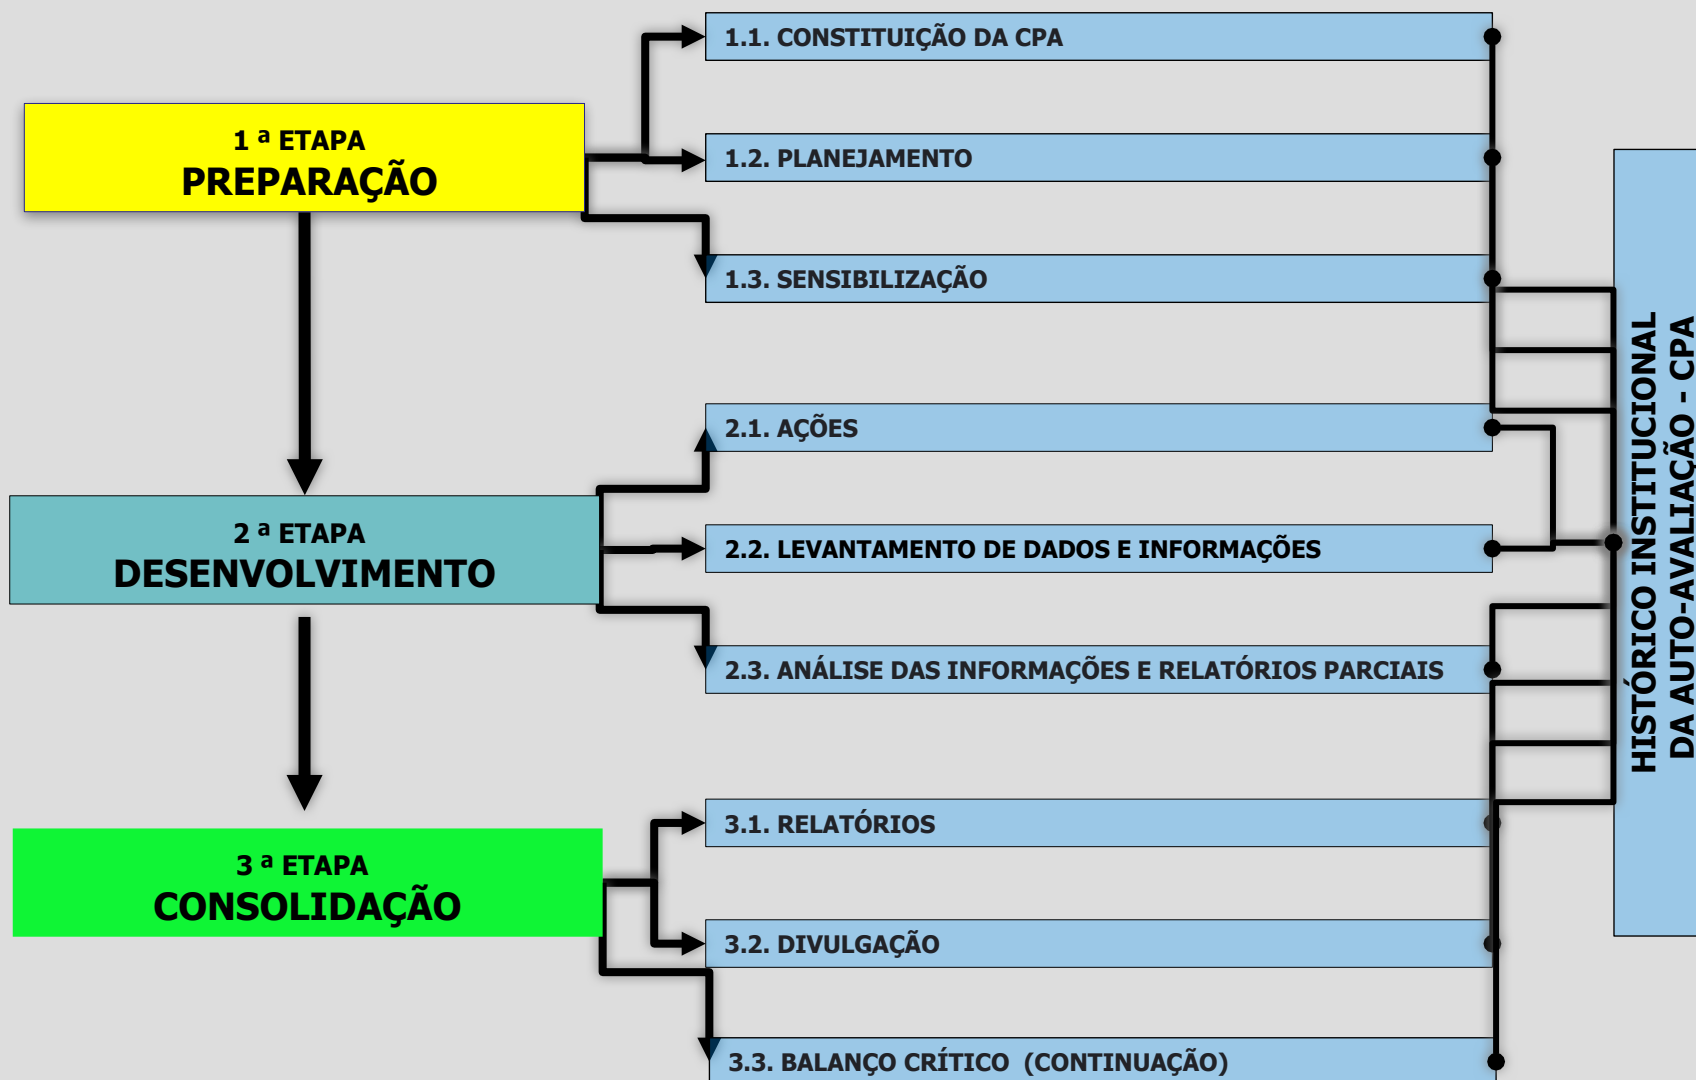 1 ª ETAPA
PREPARAÇÃO
1.1. CONSTITUIÇÃO DA CPA
1.2. PLANEJAMENTO
1.3. SENSIBILIZAÇÃO
2 ª ETAPA
DESENVOLVIMENTO
2.1. AÇÕES
2.2. LEVANTAMENTO DE DADOS E INFORMAÇÕES
2.3. ANÁLISE DAS INFORMAÇÕES E RELATÓRIOS PARCIAIS
3 ª ETAPA
CONSOLIDAÇÃO
3.1. RELATÓRIOS
3.2. DIVULGAÇÃO
3.3. BALANÇO CRÍTICO (CONTINUAÇÃO)
HISTÓRICO INSTITUCIONAL
DA AUTO-AVALIAÇÃO - CPA